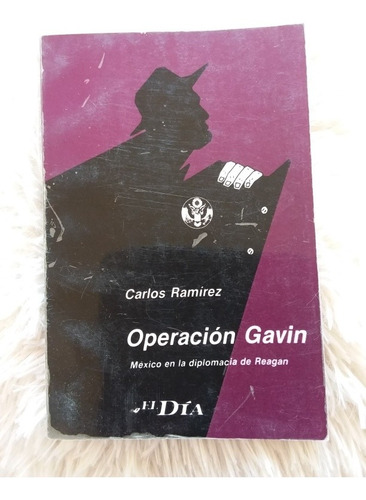 Carlos Ramírez
Operación Gavin
México en la diplomacia de Reagan
EL DÍA